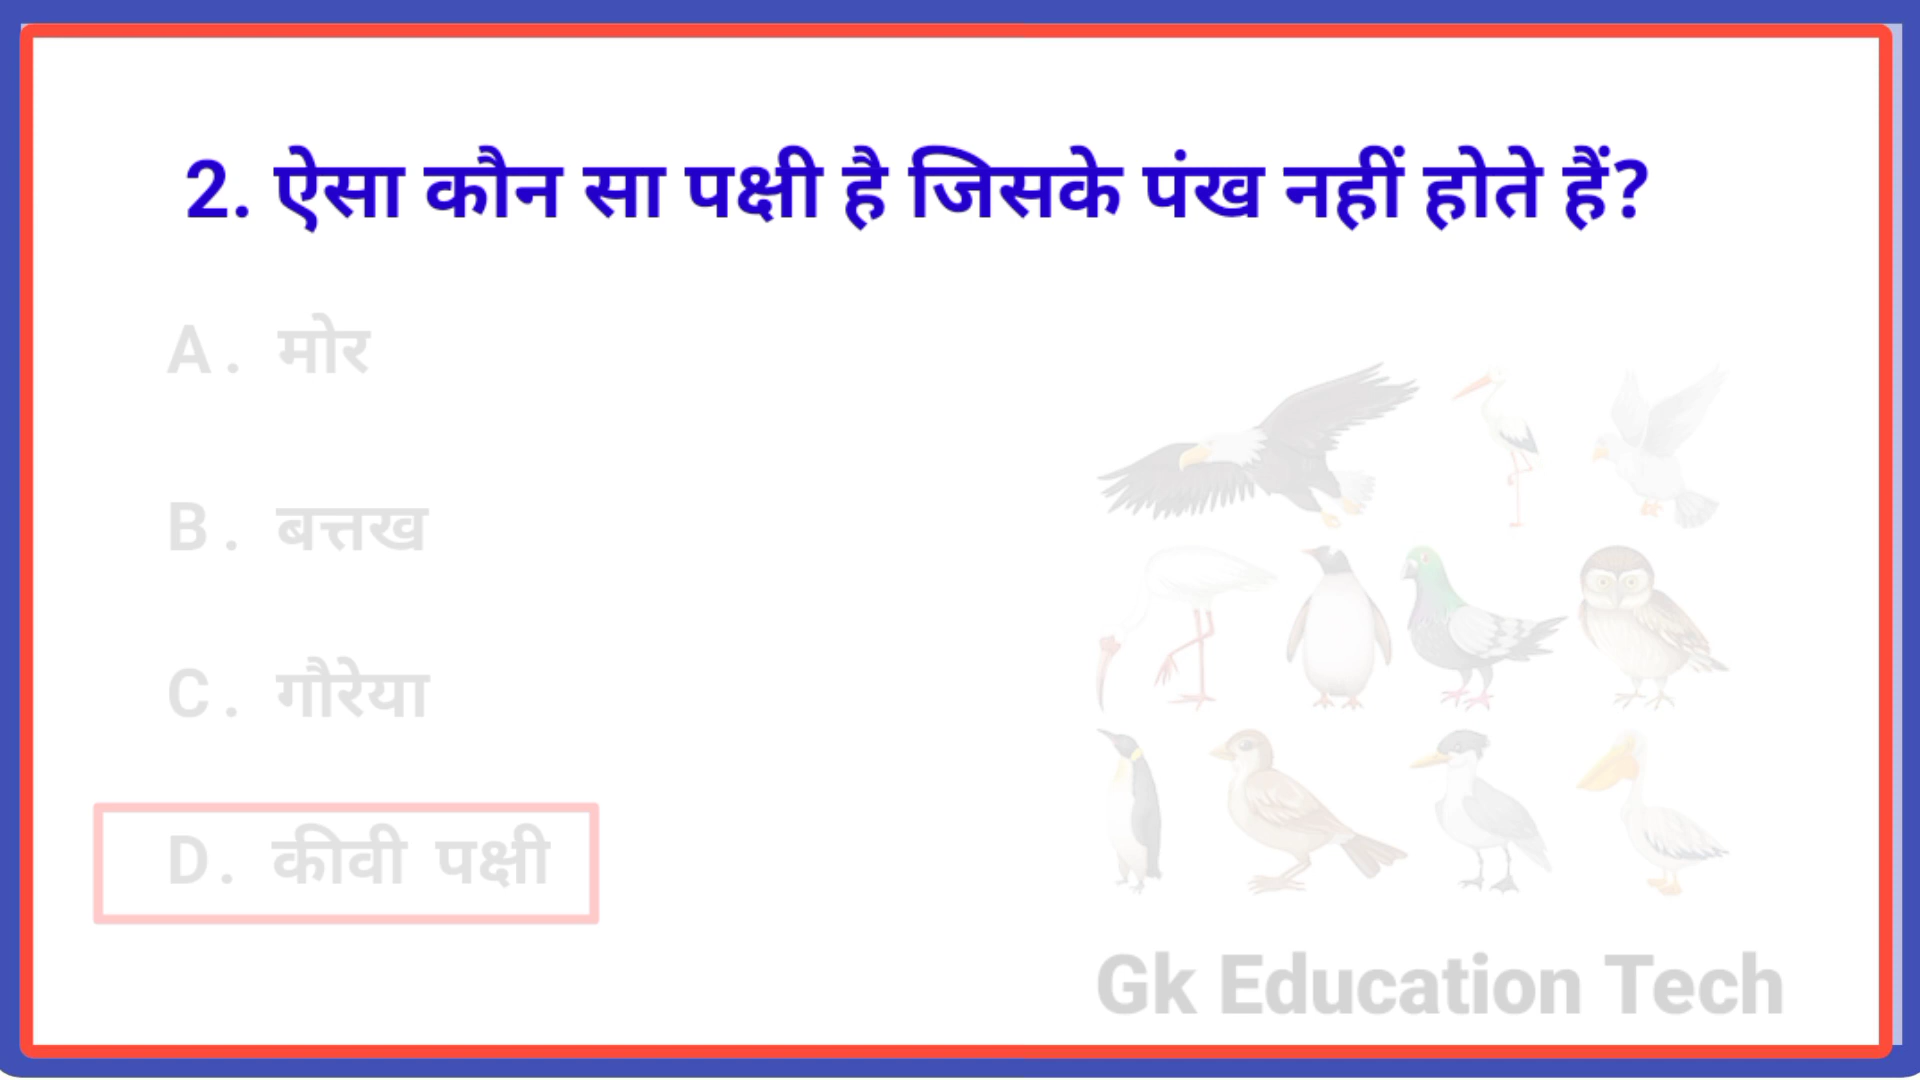 2. ऐसा कौन सा पक्षी है जिसके पंख नहीं होते हैं?
A. मोर
B. बत्तख
C. गौरेया
D. कीवी पक्षी
Gk Education Tech